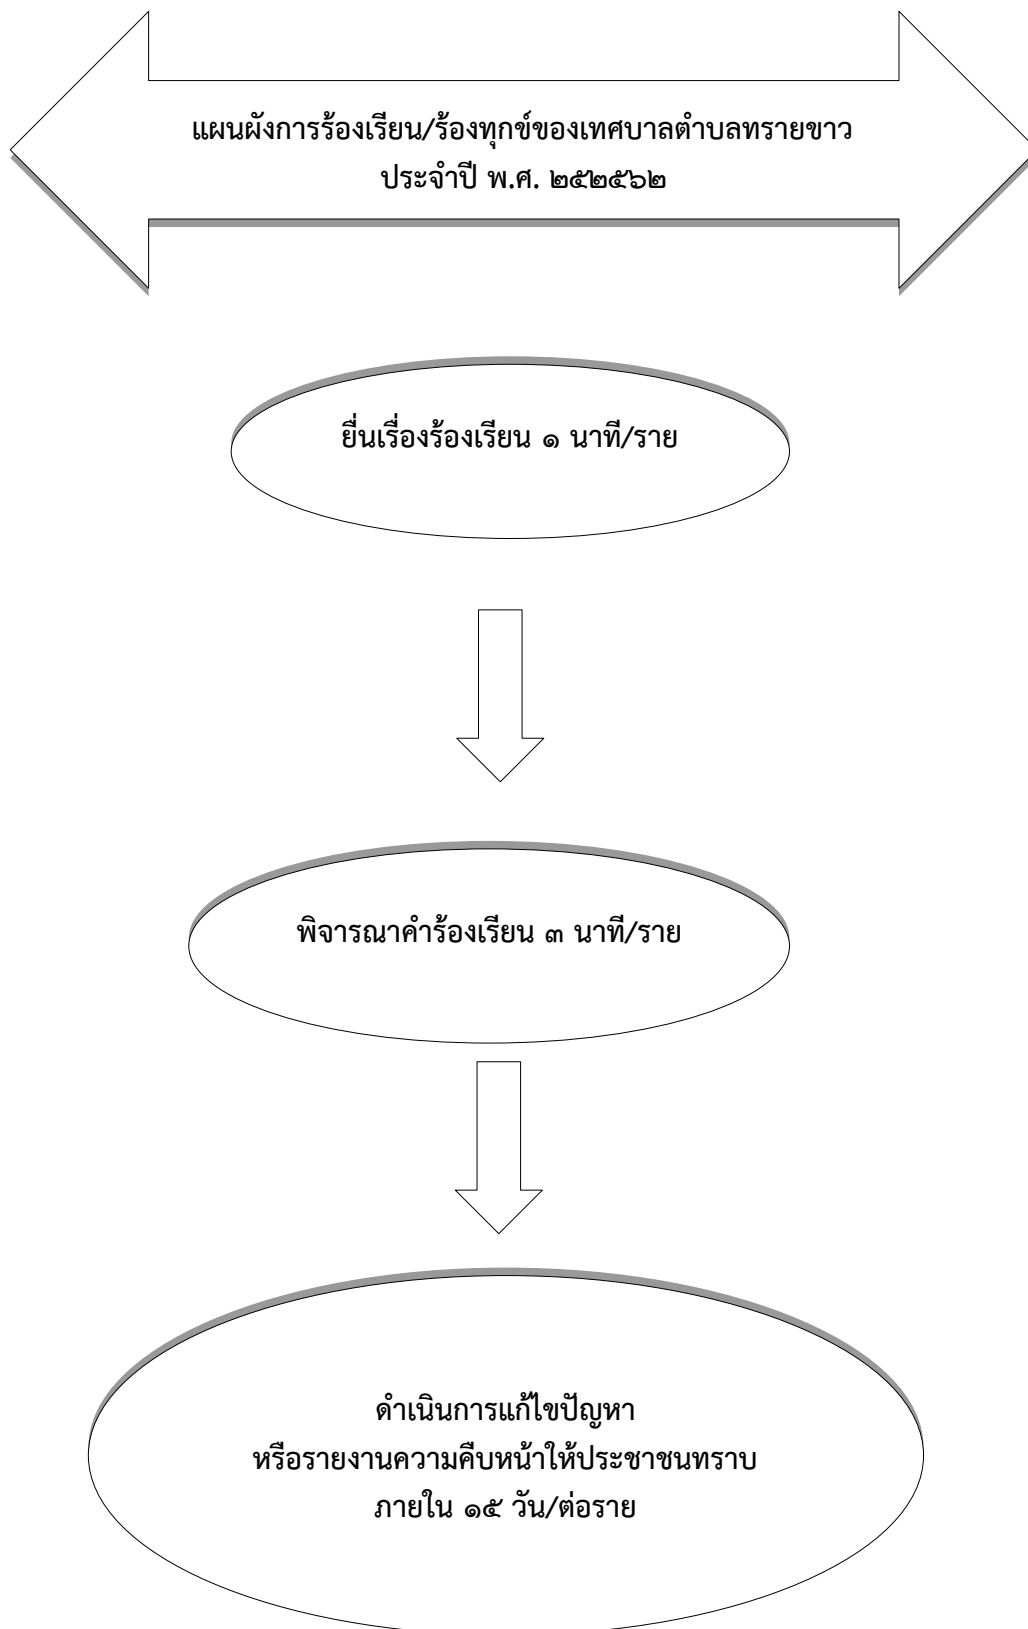 แผนผังการร้องเรียน/ร้องทุกข์ของเทศบาลตำบลทรายขาว
ประจำปี พ.ศ. ๒๕๒๕๖๒
ยื่นเรื่องร้องเรียน ๑ นาที/ราย
พิจารณาคำร้องเรียน ๓ นาที/ราย
ดำเนินการแก้ไขปัญหา
หรือรายงานความคืบหน้าให้ประชาชนทราบ
ภายใน ๑๕ วัน/ต่อราย